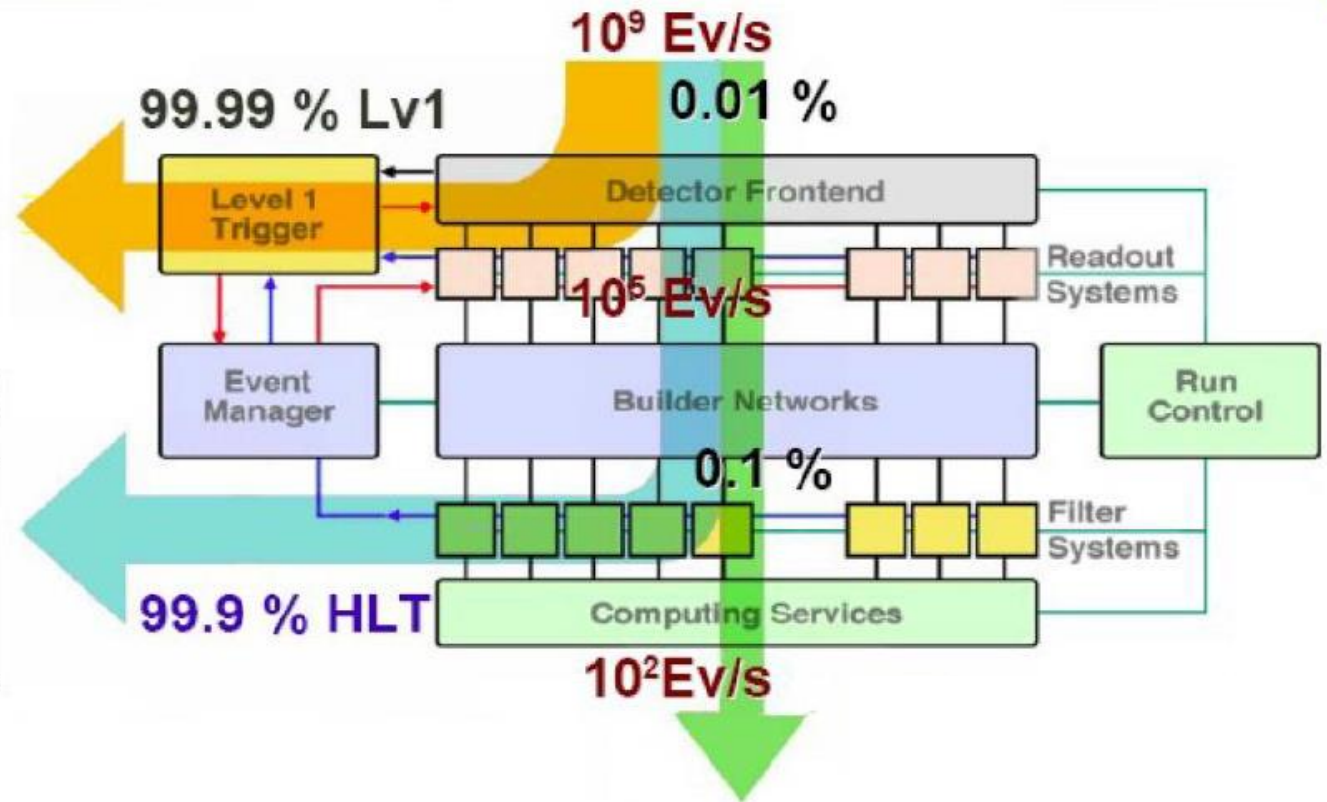 10⁹ Ev/s
99.99 % Lv1
0.01 %
Level 1
Trigger
Detector Frontend
Readout
Systems
10⁵ Ev/s
Event
Manager
Builder Networks
Run
Control
0.1 %
Filter
Systems
99.9 % HLT
Computing Services
10²Ev/s